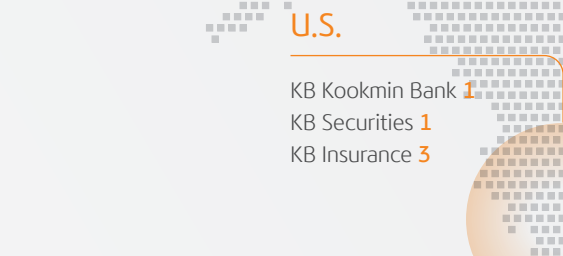 U.S.
KB Kookmin Bank 1
KB Securities 1
KB Insurance 3